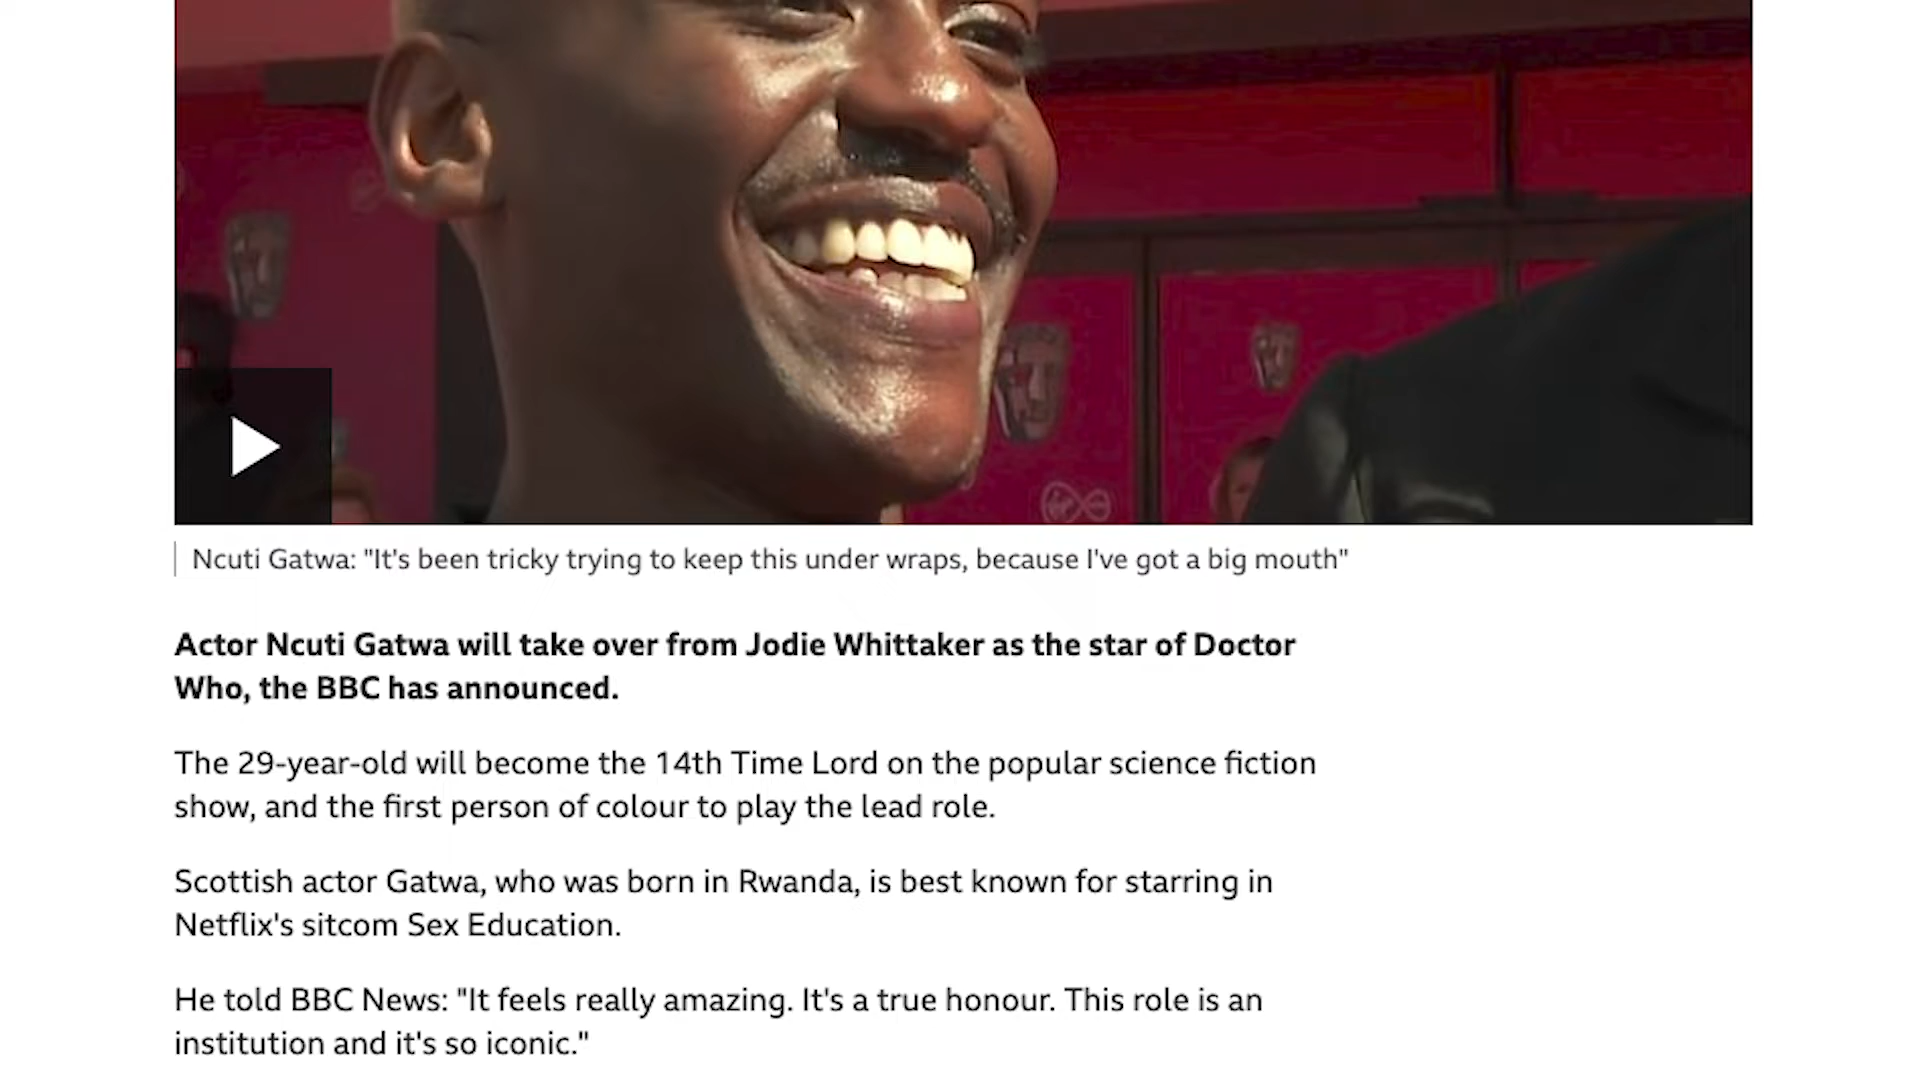 Ncuti Gatwa: "It's been tricky trying to keep this under wraps, because I've got a big mouth"
Actor Ncuti Gatwa will take over from Jodie Whittaker as the star of Doctor
Who, the BBC has announced.
The 29-year-old will become the 14th Time Lord on the popular science fiction
show, and the first person of colour to play the lead role.
Scottish actor Gatwa, who was born in Rwanda, is best known for starring in
Netflix's sitcom Sex Education.
He told BBC News: "It feels really amazing. It's a true honour. This role is an
institution and it's so iconic."